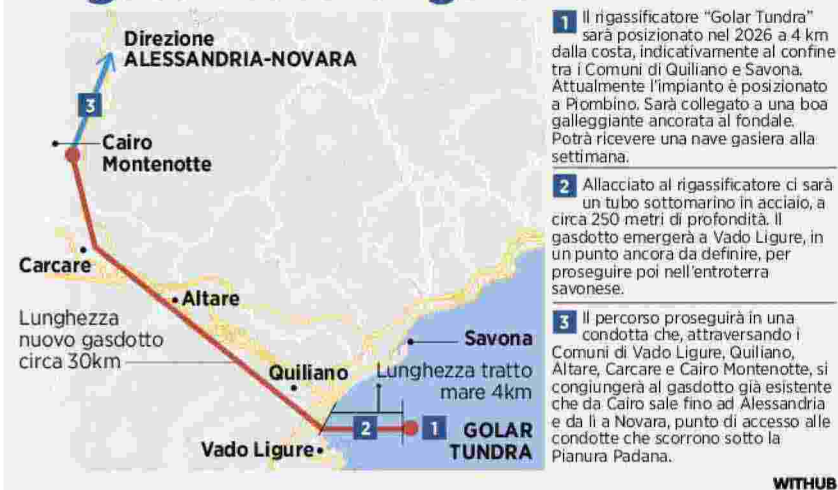 Direzione
ALESSANDRIA-NOVARA
3
Cairo
Montenotte
Carcare
Altare
Lunghezza
nuovo gasdotto
circa 30km
Savona
Quiliano
Lunghezza tratto
mare 4km
2
1
GOLAR
TUNDRA
Vado Ligure
1 Il rigassificatore “Golar Tundra”
sarà posizionato nel 2026 a 4 km
dalla costa, indicativamente al confine
tra i Comuni di Quiliano e Savona.
Attualmente l'impianto è posizionato
a Piombino. Sarà collegato a una boa
galleggiante ancorata al fondale.
Potrà ricevere una nave gasiera alla
settimana.
2 Allacciato al rigassificatore ci sarà
un tubo sottomarino in acciaio, a
circa 250 metri di profondità. Il
gasdotto emergerà a Vado Ligure, in
un punto ancora da definire, per
proseguire poi nell'entroterra
savonese.
3 Il percorso proseguirà in una
condotta che, attraversando i
Comuni di Vado Ligure, Quiliano,
Altare, Carcare e Cairo Montenotte, si
congiungerà al gasdotto già esistente
che da Cairo sale fino ad Alessandria
e da lì a Novara, punto di accesso alle
condotte che scorrono sotto la
Pianura Padana.
WITHUB